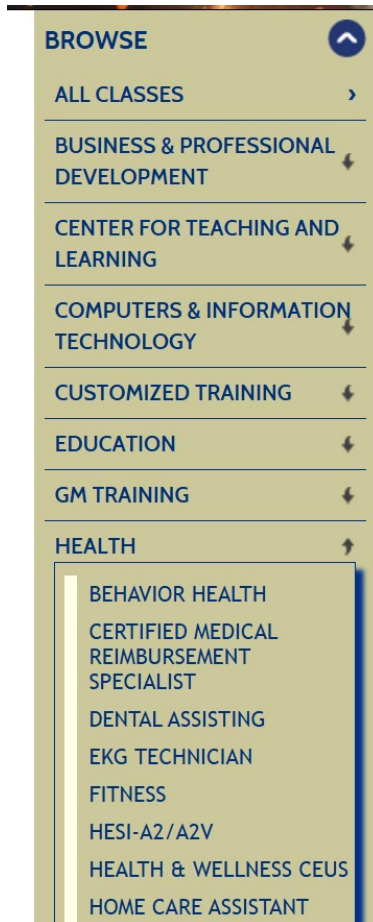 BROWSE
ALL CLASSES
BUSINESS & PROFESSIONAL
DEVELOPMENT
CENTER FOR TEACHING AND
LEARNING
COMPUTERS & INFORMATION
TECHNOLOGY
CUSTOMIZED TRAINING
EDUCATION
GM TRAINING
HEALTH
BEHAVIOR HEALTH
CERTIFIED MEDICAL
REIMBURSEMENT
SPECIALIST
DENTAL ASSISTING
EKG TECHNICIAN
FITNESS
HESI-A2/A2V
HEALTH & WELLNESS CEUS
HOME CARE ASSISTANT